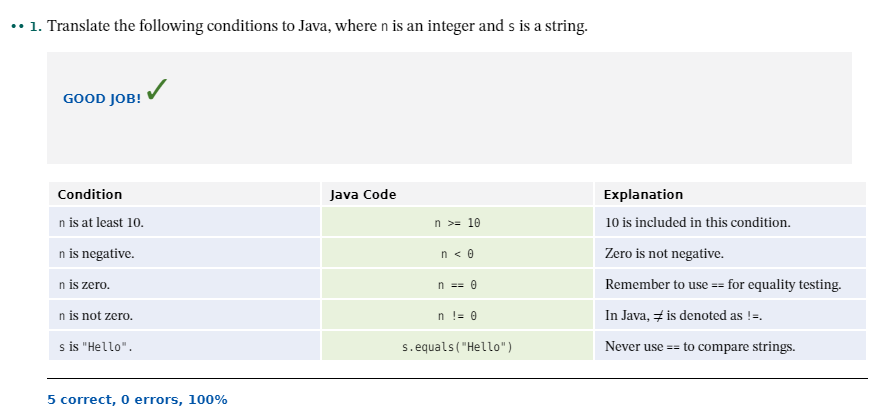 •• 1. Translate the following conditions to Java, where n is an integer and s is a string.
GOOD JOB! ✓
Condition Java Code Explanation
n is at least 10. n >= 10 10 is included in this condition.
n is negative. n < 0 Zero is not negative.
n is zero. n == 0 Remember to use == for equality testing.
n is not zero. n != 0 In Java, ≠ is denoted as !=.
s is "Hello". s.equals("Hello") Never use == to compare strings.
5 correct, 0 errors, 100%